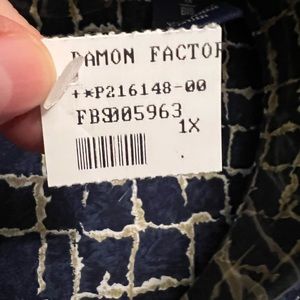 DAMON FACTOR
++P216148-00
FBS005963
1X